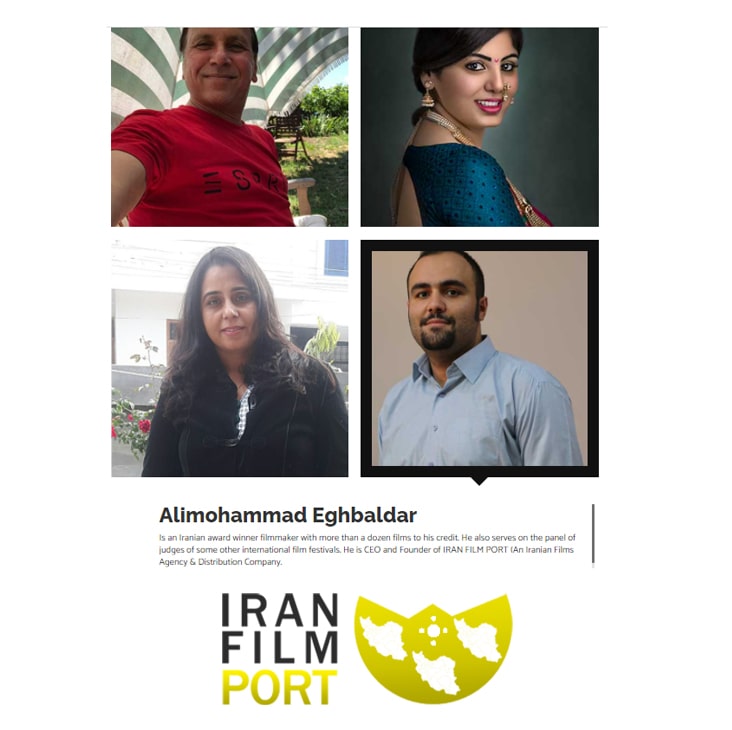 Alimohammad Eghbaldar
Is an Iranian award winner filmmaker with more than a dozen films to his credit. He also serves on the panel of
judges of some other international film festivals. He is CEO and Founder of IRAN FILM PORT (An Iranian Films
Agency & Distribution Company.
IRAN
FILM
PORT